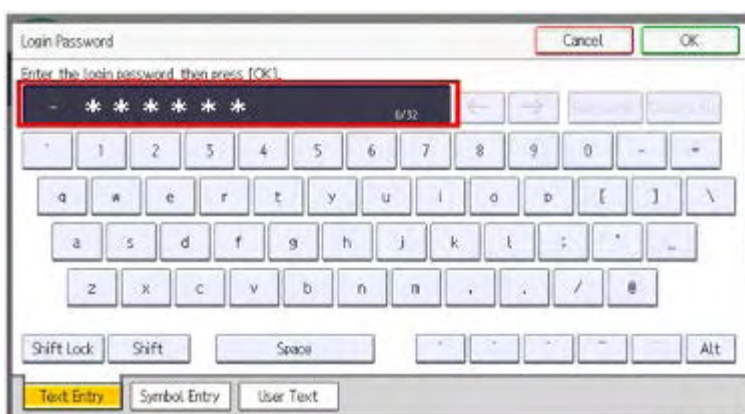 Login Password Cancel OK
Enter the login password, then press [OK].
- ****** 0/32 ← →
` 1 2 3 4 5 6 7 8 9 0 -
q w e r t y u i o p [ ] \
a s d f g h j k l ;
z x c v b n m , . / @
Shift Lock Shift Space Alt
Text Entry Symbol Entry User Text